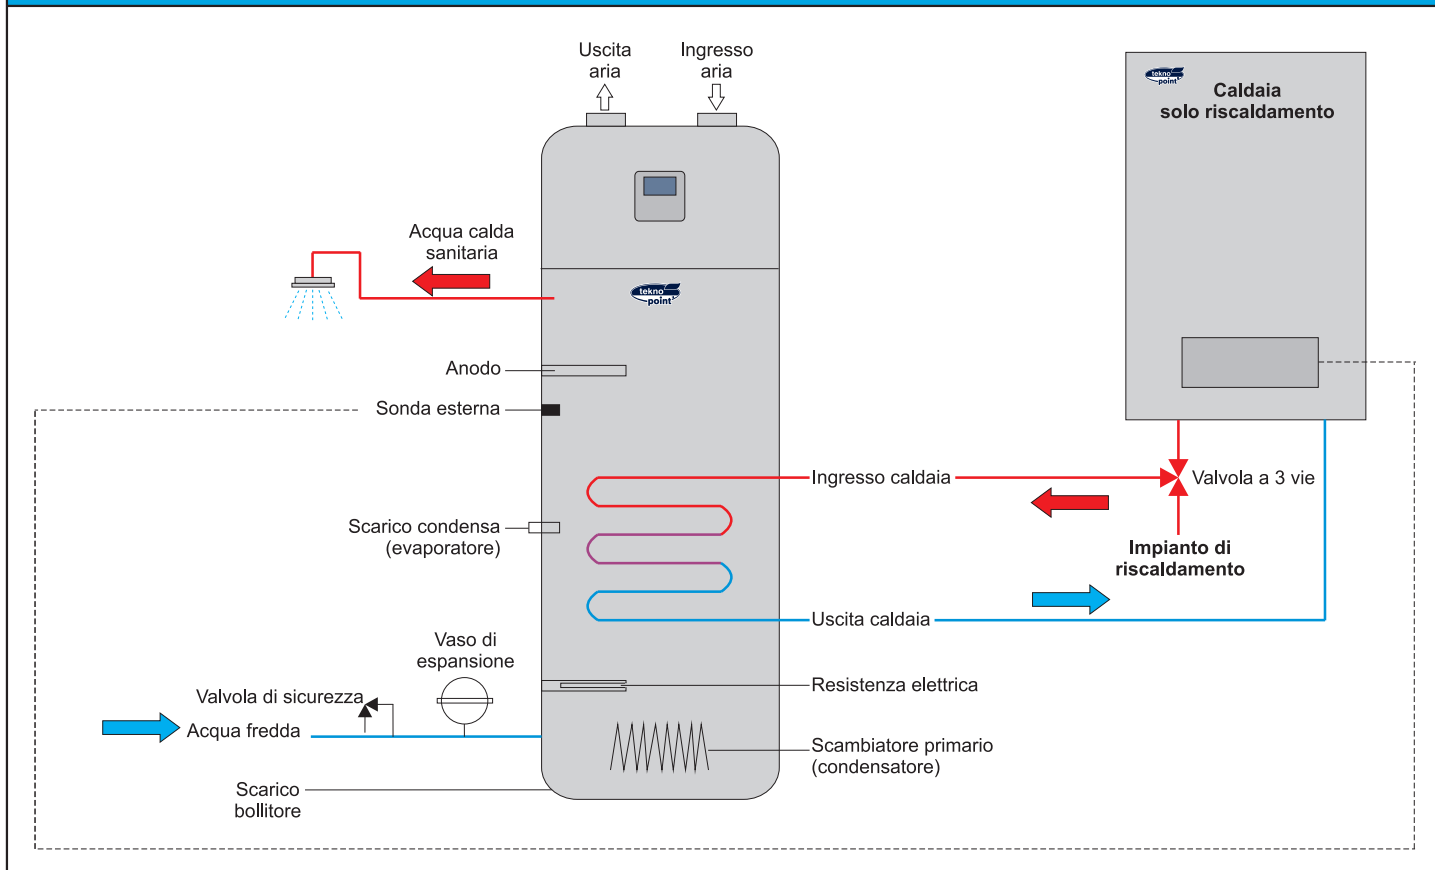 Uscita
aria
Ingresso
aria
tekno
point
Caldaia
solo riscaldamento
Acqua calda
sanitaria
tekno
point
Anodo
Sonda esterna
Ingresso caldaia
Valvola a 3 vie
Scarico condensa
(evaporatore)
Impianto di
riscaldamento
Uscita caldaia
Vaso di
espansione
Valvola di sicurezza
Resistenza elettrica
Acqua fredda
Scambiatore primario
(condensatore)
Scarico
bollitore